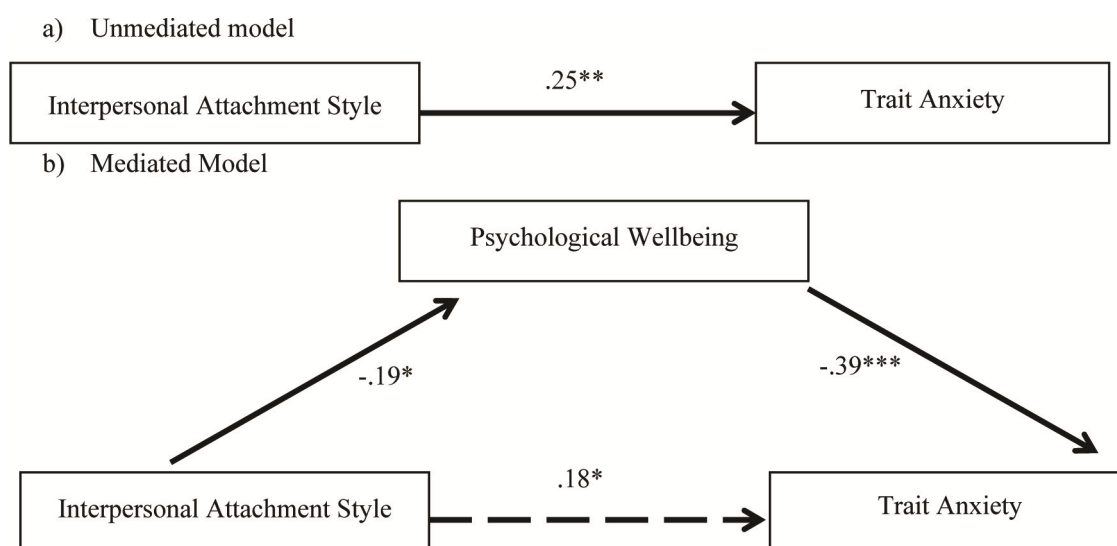 a) Unmediated model
.25**
Interpersonal Attachment Style
Trait Anxiety
b) Mediated Model
Psychological Wellbeing
-.19*
-.39***
.18*
Interpersonal Attachment Style
Trait Anxiety